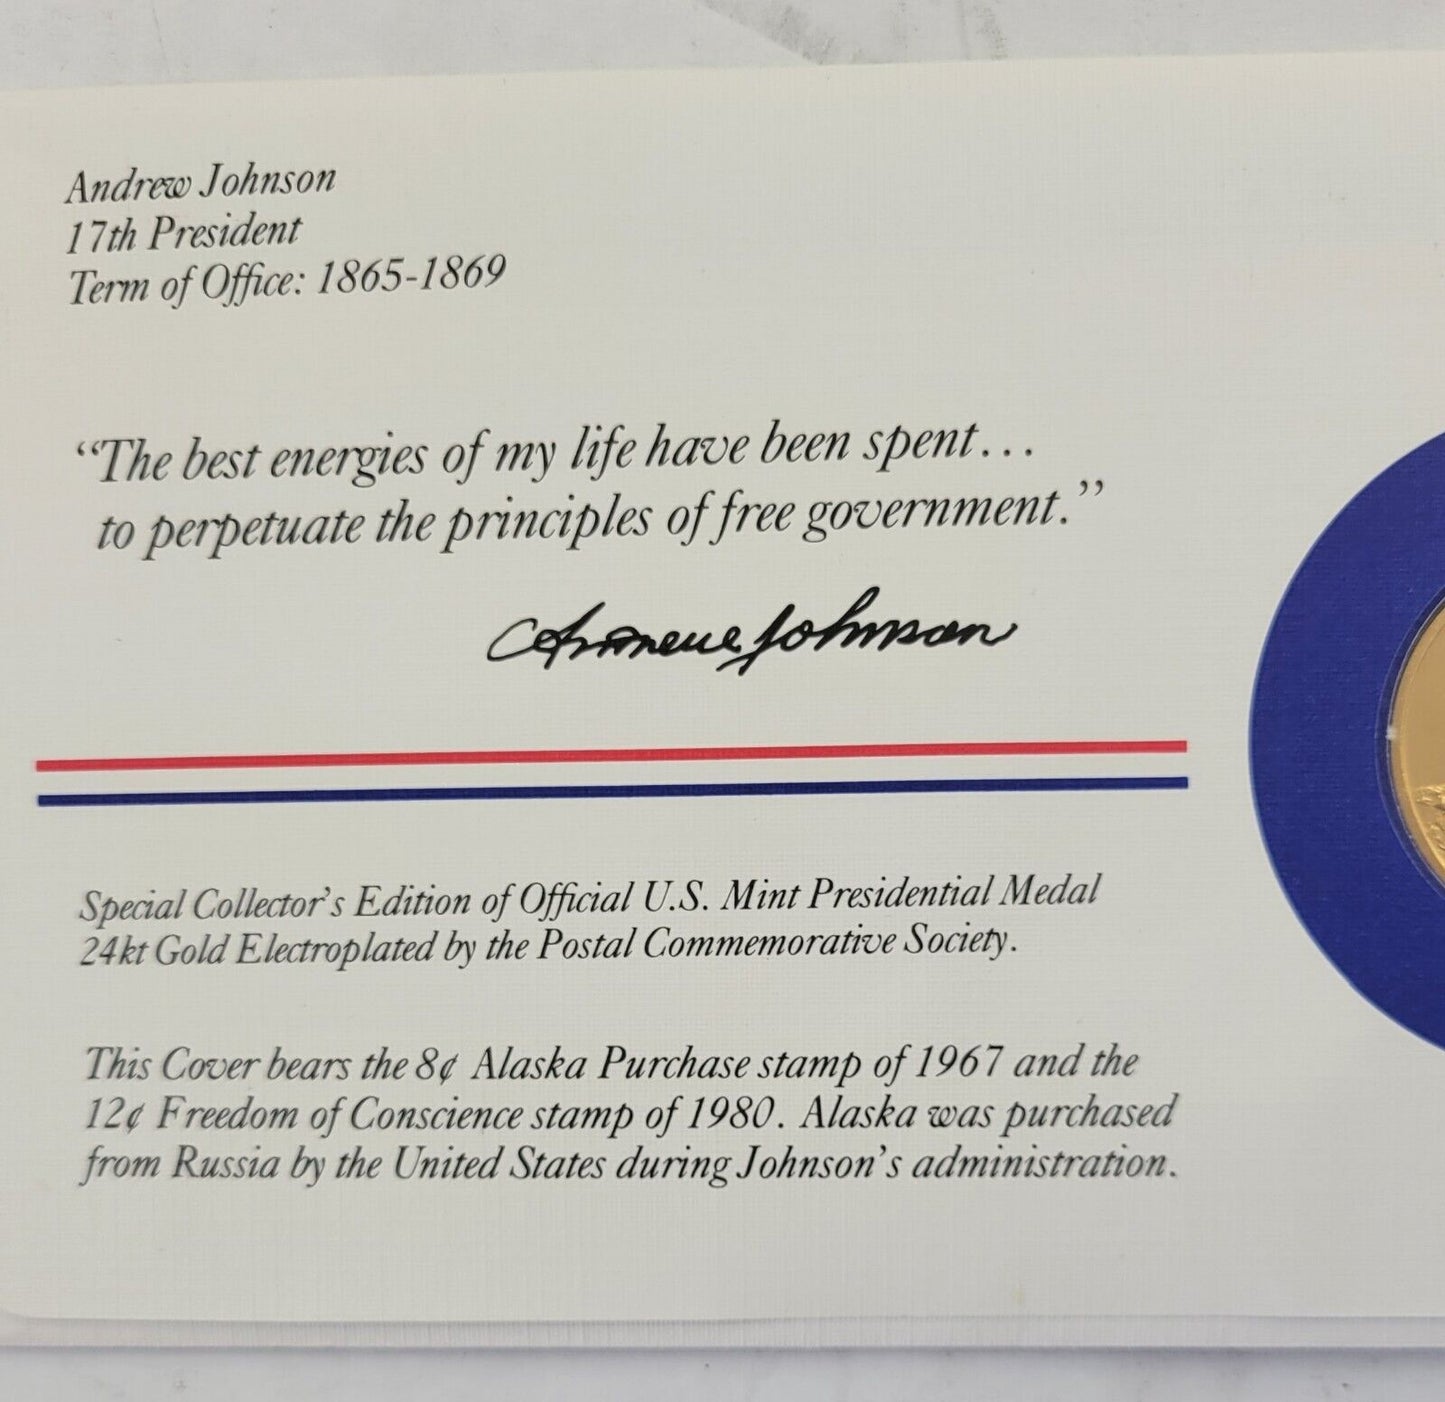 Andrew Johnson
17th President
Term of Office: 1865-1869
“The best energies of my life have been spent...
to perpetuate the principles of free government.”
Andrew Johnson
Special Collector’s Edition of Official U.S. Mint Presidential Medal
24kt Gold Electroplated by the Postal Commemorative Society.
This Cover bears the 8¢ Alaska Purchase stamp of 1967 and the
12¢ Freedom of Conscience stamp of 1980. Alaska was purchased
from Russia by the United States during Johnson’s administration.